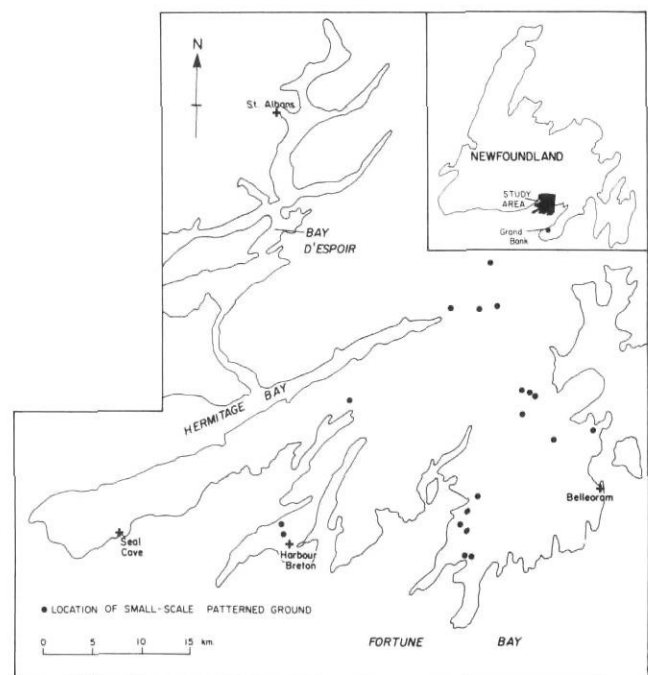 N
St. Albans
NEWFOUNDLAND
STUDY
AREA
Grand
Bank
BAY
D'ESPOIR
HERMITAGE BAY
Belleoram
Seal
Cave
Harbour
Breton
LOCATION OF SMALL-SCALE PATTERNED GROUND
0 5 10 15
km.
FORTUNE BAY